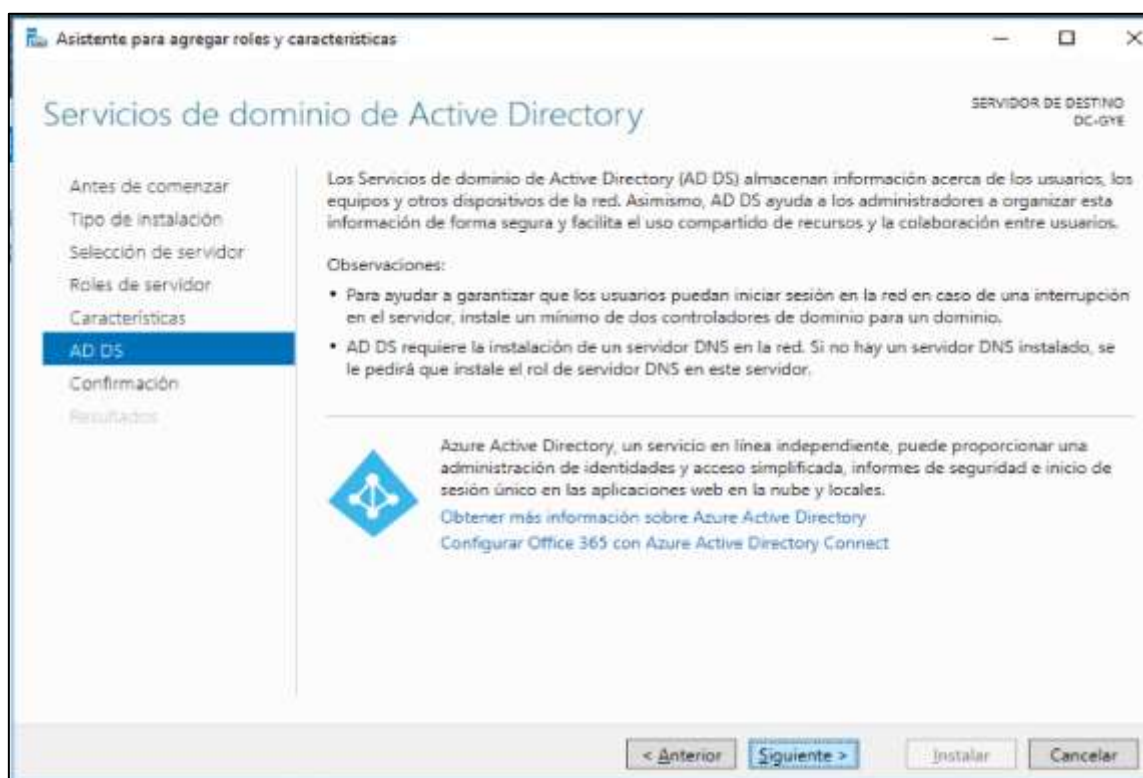 Asistente para agregar roles y características
Servicios de dominio de Active Directory
SERVIDOR DE DESTINO
DC-GYE
Antes de comenzar
Tipo de instalación
Selección de servidor
Roles de servidor
Características
AD DS
Confirmación
Resultados
Los Servicios de dominio de Active Directory (AD DS) almacenan información acerca de los usuarios, los
equipos y otros dispositivos de la red. Asimismo, AD DS ayuda a los administradores a organizar esta
información de forma segura y facilita el uso compartido de recursos y la colaboración entre usuarios.
Observaciones:
• Para ayudar a garantizar que los usuarios puedan iniciar sesión en la red en caso de una interrupción
en el servidor, instale un mínimo de dos controladores de dominio para un dominio.
• AD DS requiere la instalación de un servidor DNS en la red. Si no hay un servidor DNS instalado, se
le pedirá que instale el rol de servidor DNS en este servidor.
Azure Active Directory, un servicio en línea independiente, puede proporcionar una
administración de identidades y acceso simplificada, informes de seguridad e inicio de
sesión único en las aplicaciones web en la nube y locales.
Obtener más información sobre Azure Active Directory
Configurar Office 365 con Azure Active Directory Connect
< Anterior
Siguiente >
Instalar
Cancelar